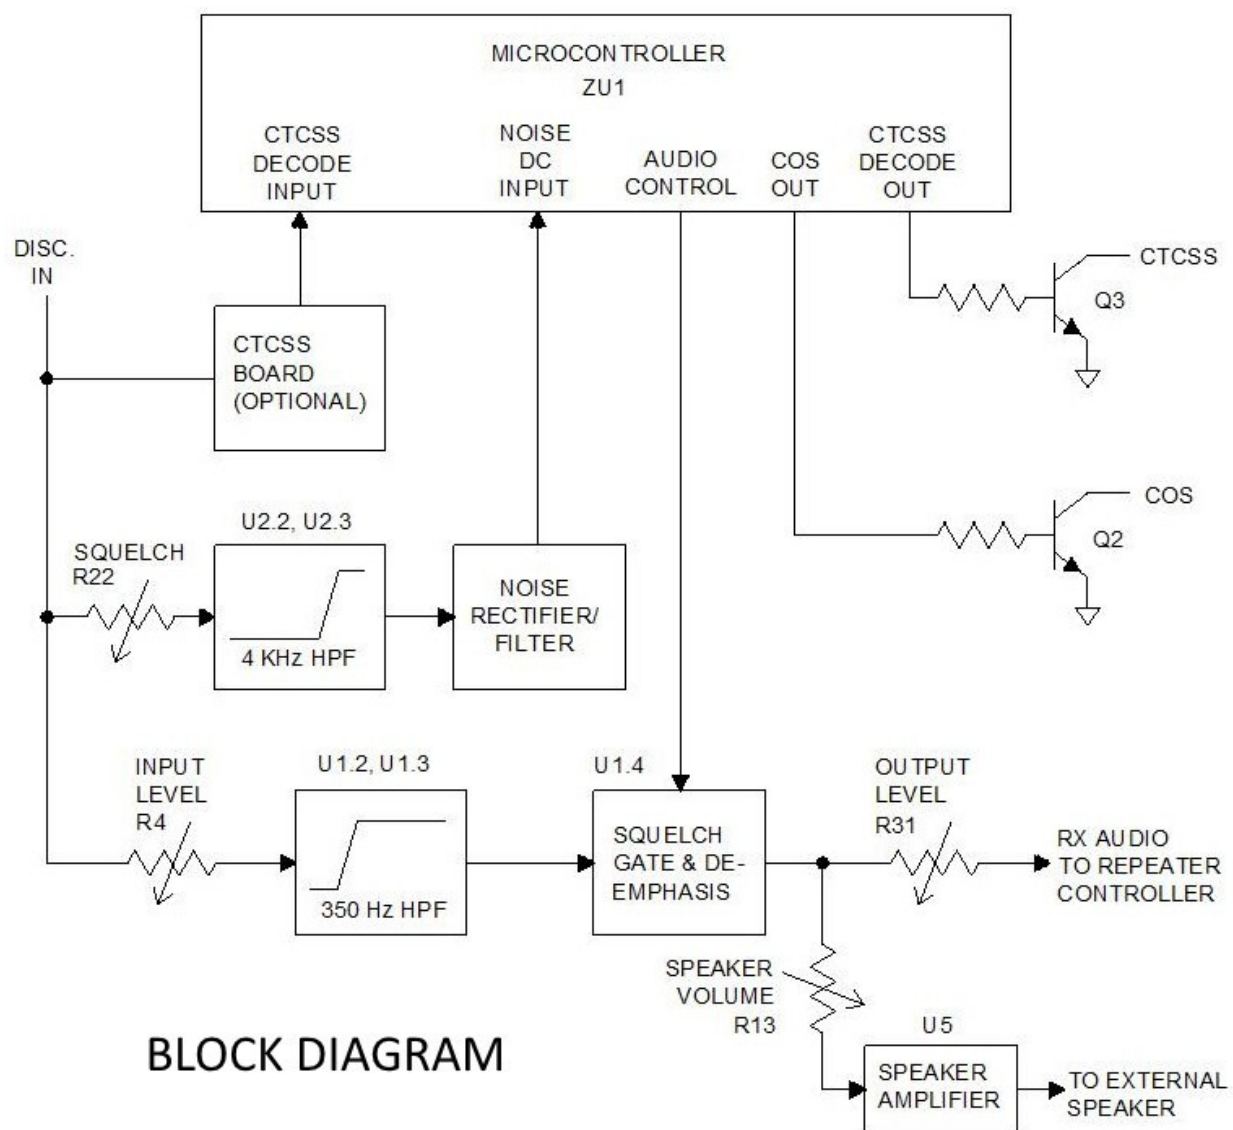 MICROCONTROLLER
ZU1
CTCSS
DECODE
INPUT
NOISE
DC
INPUT
AUDIO
CONTROL
COS
OUT
CTCSS
DECODE
OUT
DISC.
IN
CTCSS
BOARD
(OPTIONAL)
CTCSS
Q3
COS
Q2
SQUELCH
R22
U2.2, U2.3
4 KHz HPF
NOISE
RECTIFIER/
FILTER
INPUT
LEVEL
R4
U1.2, U1.3
350 Hz HPF
U1.4
SQUELCH
GATE & DE-
EMPHASIS
OUTPUT
LEVEL
R31
RX AUDIO
TO REPEATER
CONTROLLER
SPEAKER
VOLUME
R13
U5
SPEAKER
AMPLIFIER
TO EXTERNAL
SPEAKER
BLOCK DIAGRAM